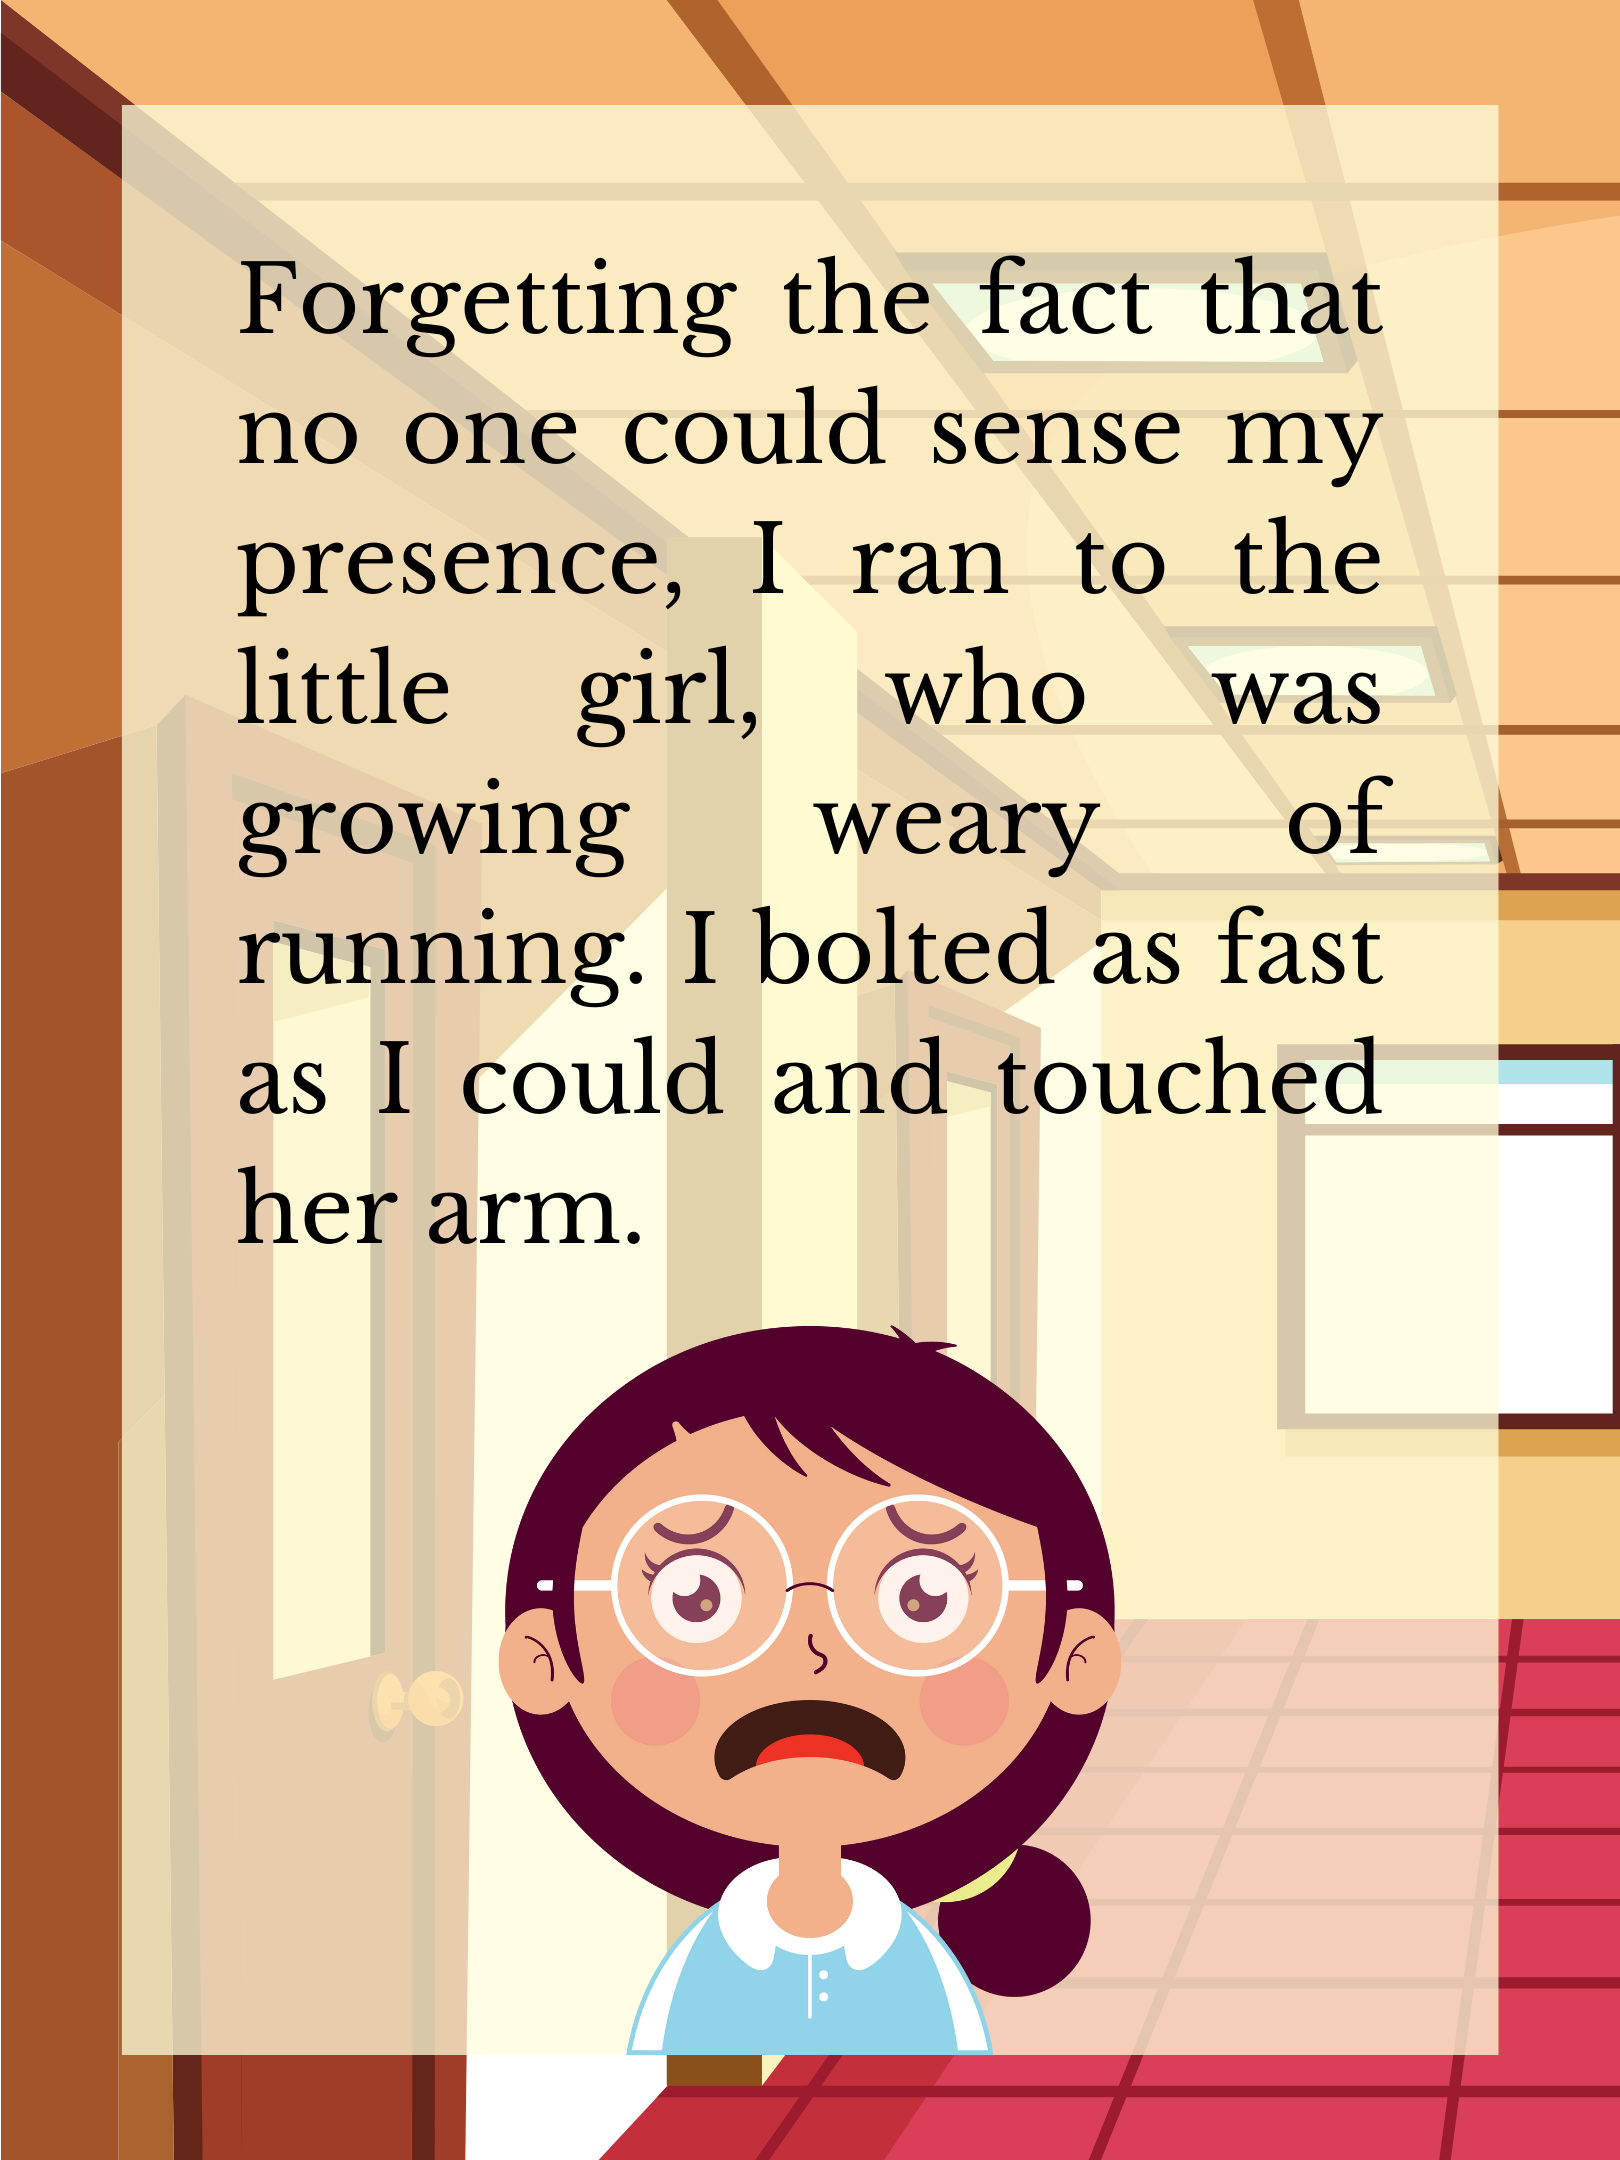 Forgetting the fact that
no one could sense my
presence, I ran to the
little girl, who was
growing weary of
running. I bolted as fast
as I could and touched
her arm.